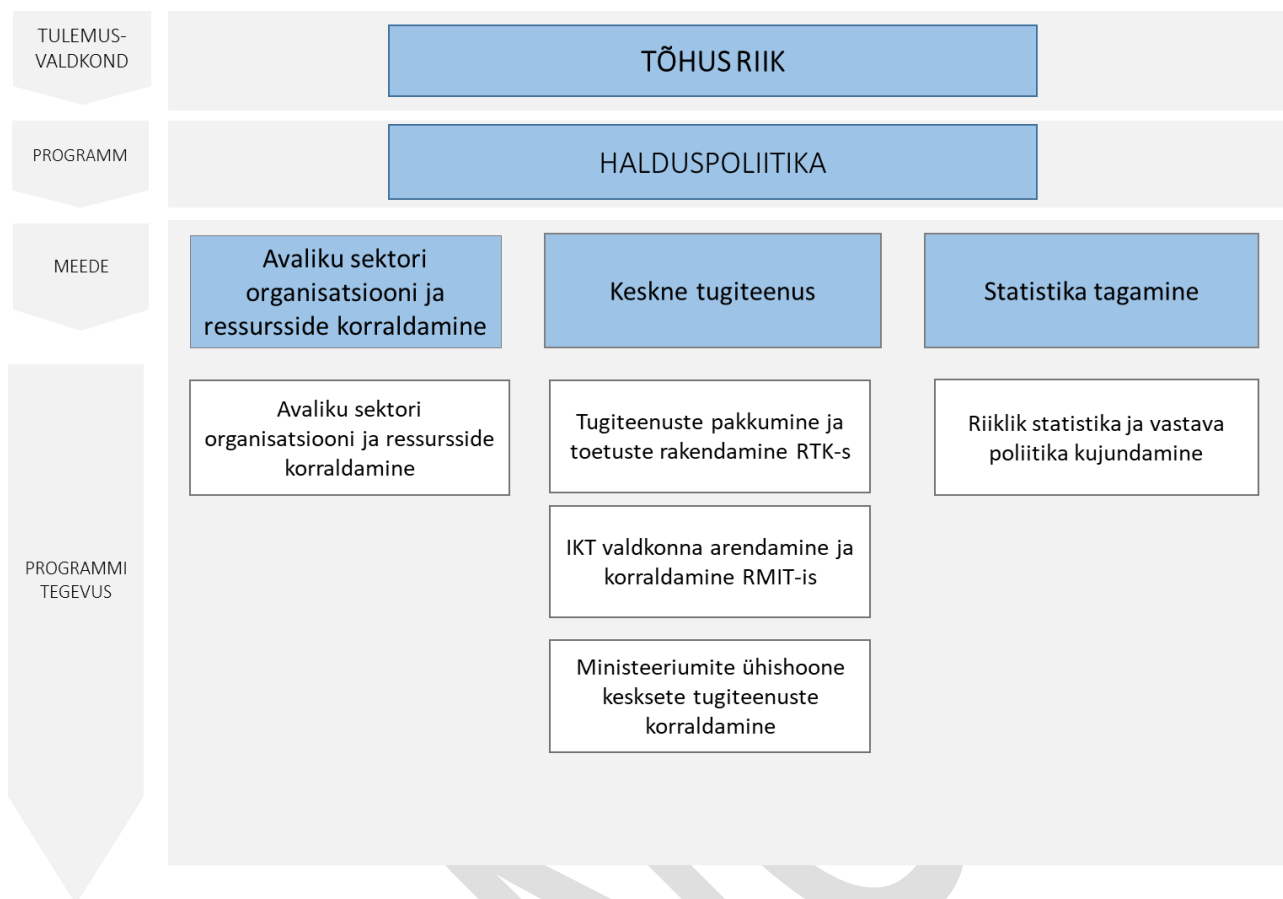 TULEMUS-
VALDKOND
TÕHUS RIIK
PROGRAMM
HALDUSPOLIITIKA
MEEDE
Avaliku sektori
organisatsiooni ja
ressursside korraldamine
Keskne tugiteenus
Statistika tagamine
PROGRAMMI
TEGEVUS
Avaliku sektori
organisatsiooni ja ressursside
korraldamine
Tugiteenuste pakkumine ja
toetuste rakendamine RTK-s
IKT valdkonna arendamine ja
korraldamine RMIT-is
Ministeeriumite ühishoone
kesksete tugiteenuste
korraldamine
Riiklik statistika ja vastava
poliitika kujundamine